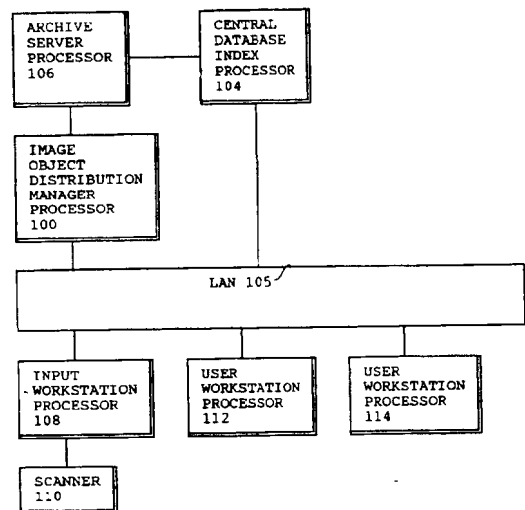 ARCHIVE
SERVER
PROCESSOR
106
CENTRAL
DATABASE
INDEX
PROCESSOR
104
IMAGE
OBJECT
DISTRIBUTION
MANAGER
PROCESSOR
100
LAN 105
INPUT
WORKSTATION
PROCESSOR
108
USER
WORKSTATION
PROCESSOR
112
USER
WORKSTATION
PROCESSOR
114
SCANNER
110